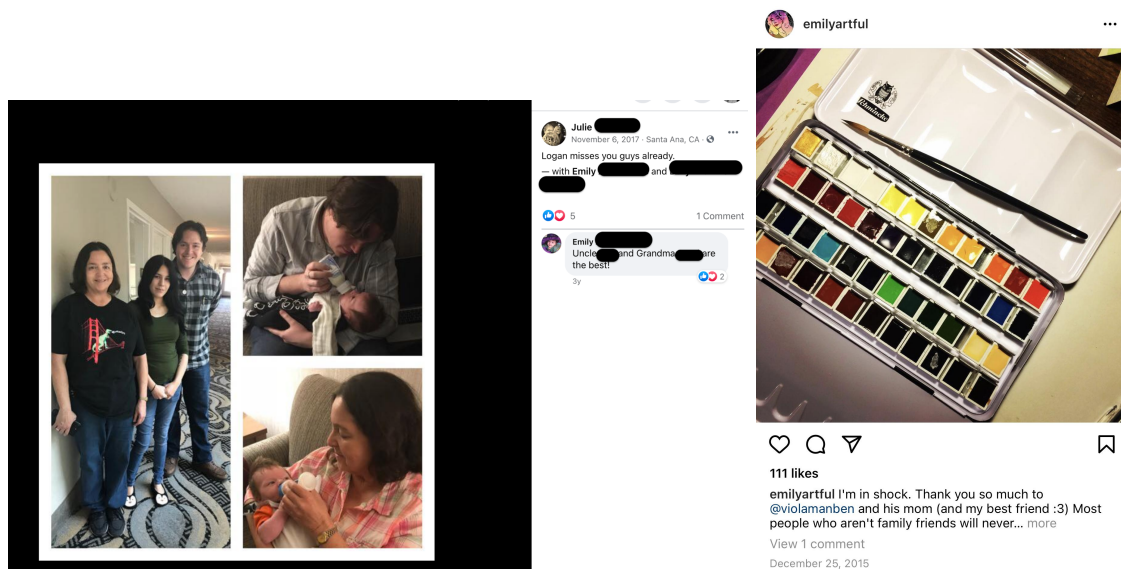 Julie
November 6, 2017 · Santa Ana, CA ·
Logan misses you guys already.
— with Emily and
5
1 Comment
Emily
Uncle and Grandma are
the best!
3y
2
emilyartful
Schmincke
111 likes
emilyartful I'm in shock. Thank you so much to
@violamanben and his mom (and my best friend :3) Most
people who aren't family friends will never... more
View 1 comment
December 25, 2015